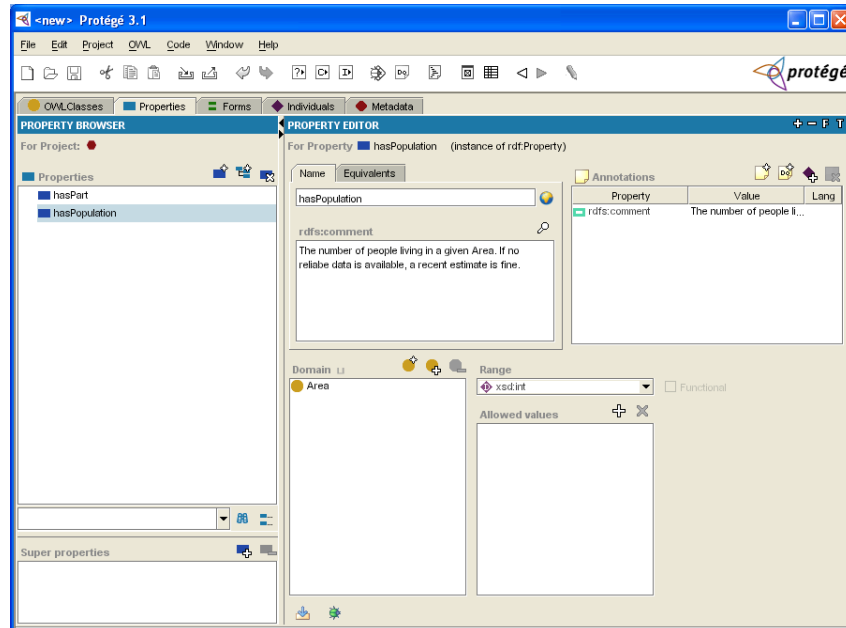 <new> Protégé 3.1
File Edit Project OWL Code Window Help
protégé
OWLClasses Properties Forms Individuals Metadata
PROPERTY BROWSER
For Project:
Properties
hasPart
hasPopulation
Super properties
PROPERTY EDITOR
+ − F T
For Property hasPopulation (instance of rdf:Property)
Name Equivalents
hasPopulation
rdfs:comment
The number of people living in a given Area. If no
reliabe data is available, a recent estimate is fine.
Annotations
Property Value Lang
rdfs:comment The number of people li...
Domain ⊔
Area
Range
xsd:int
Functional
Allowed values